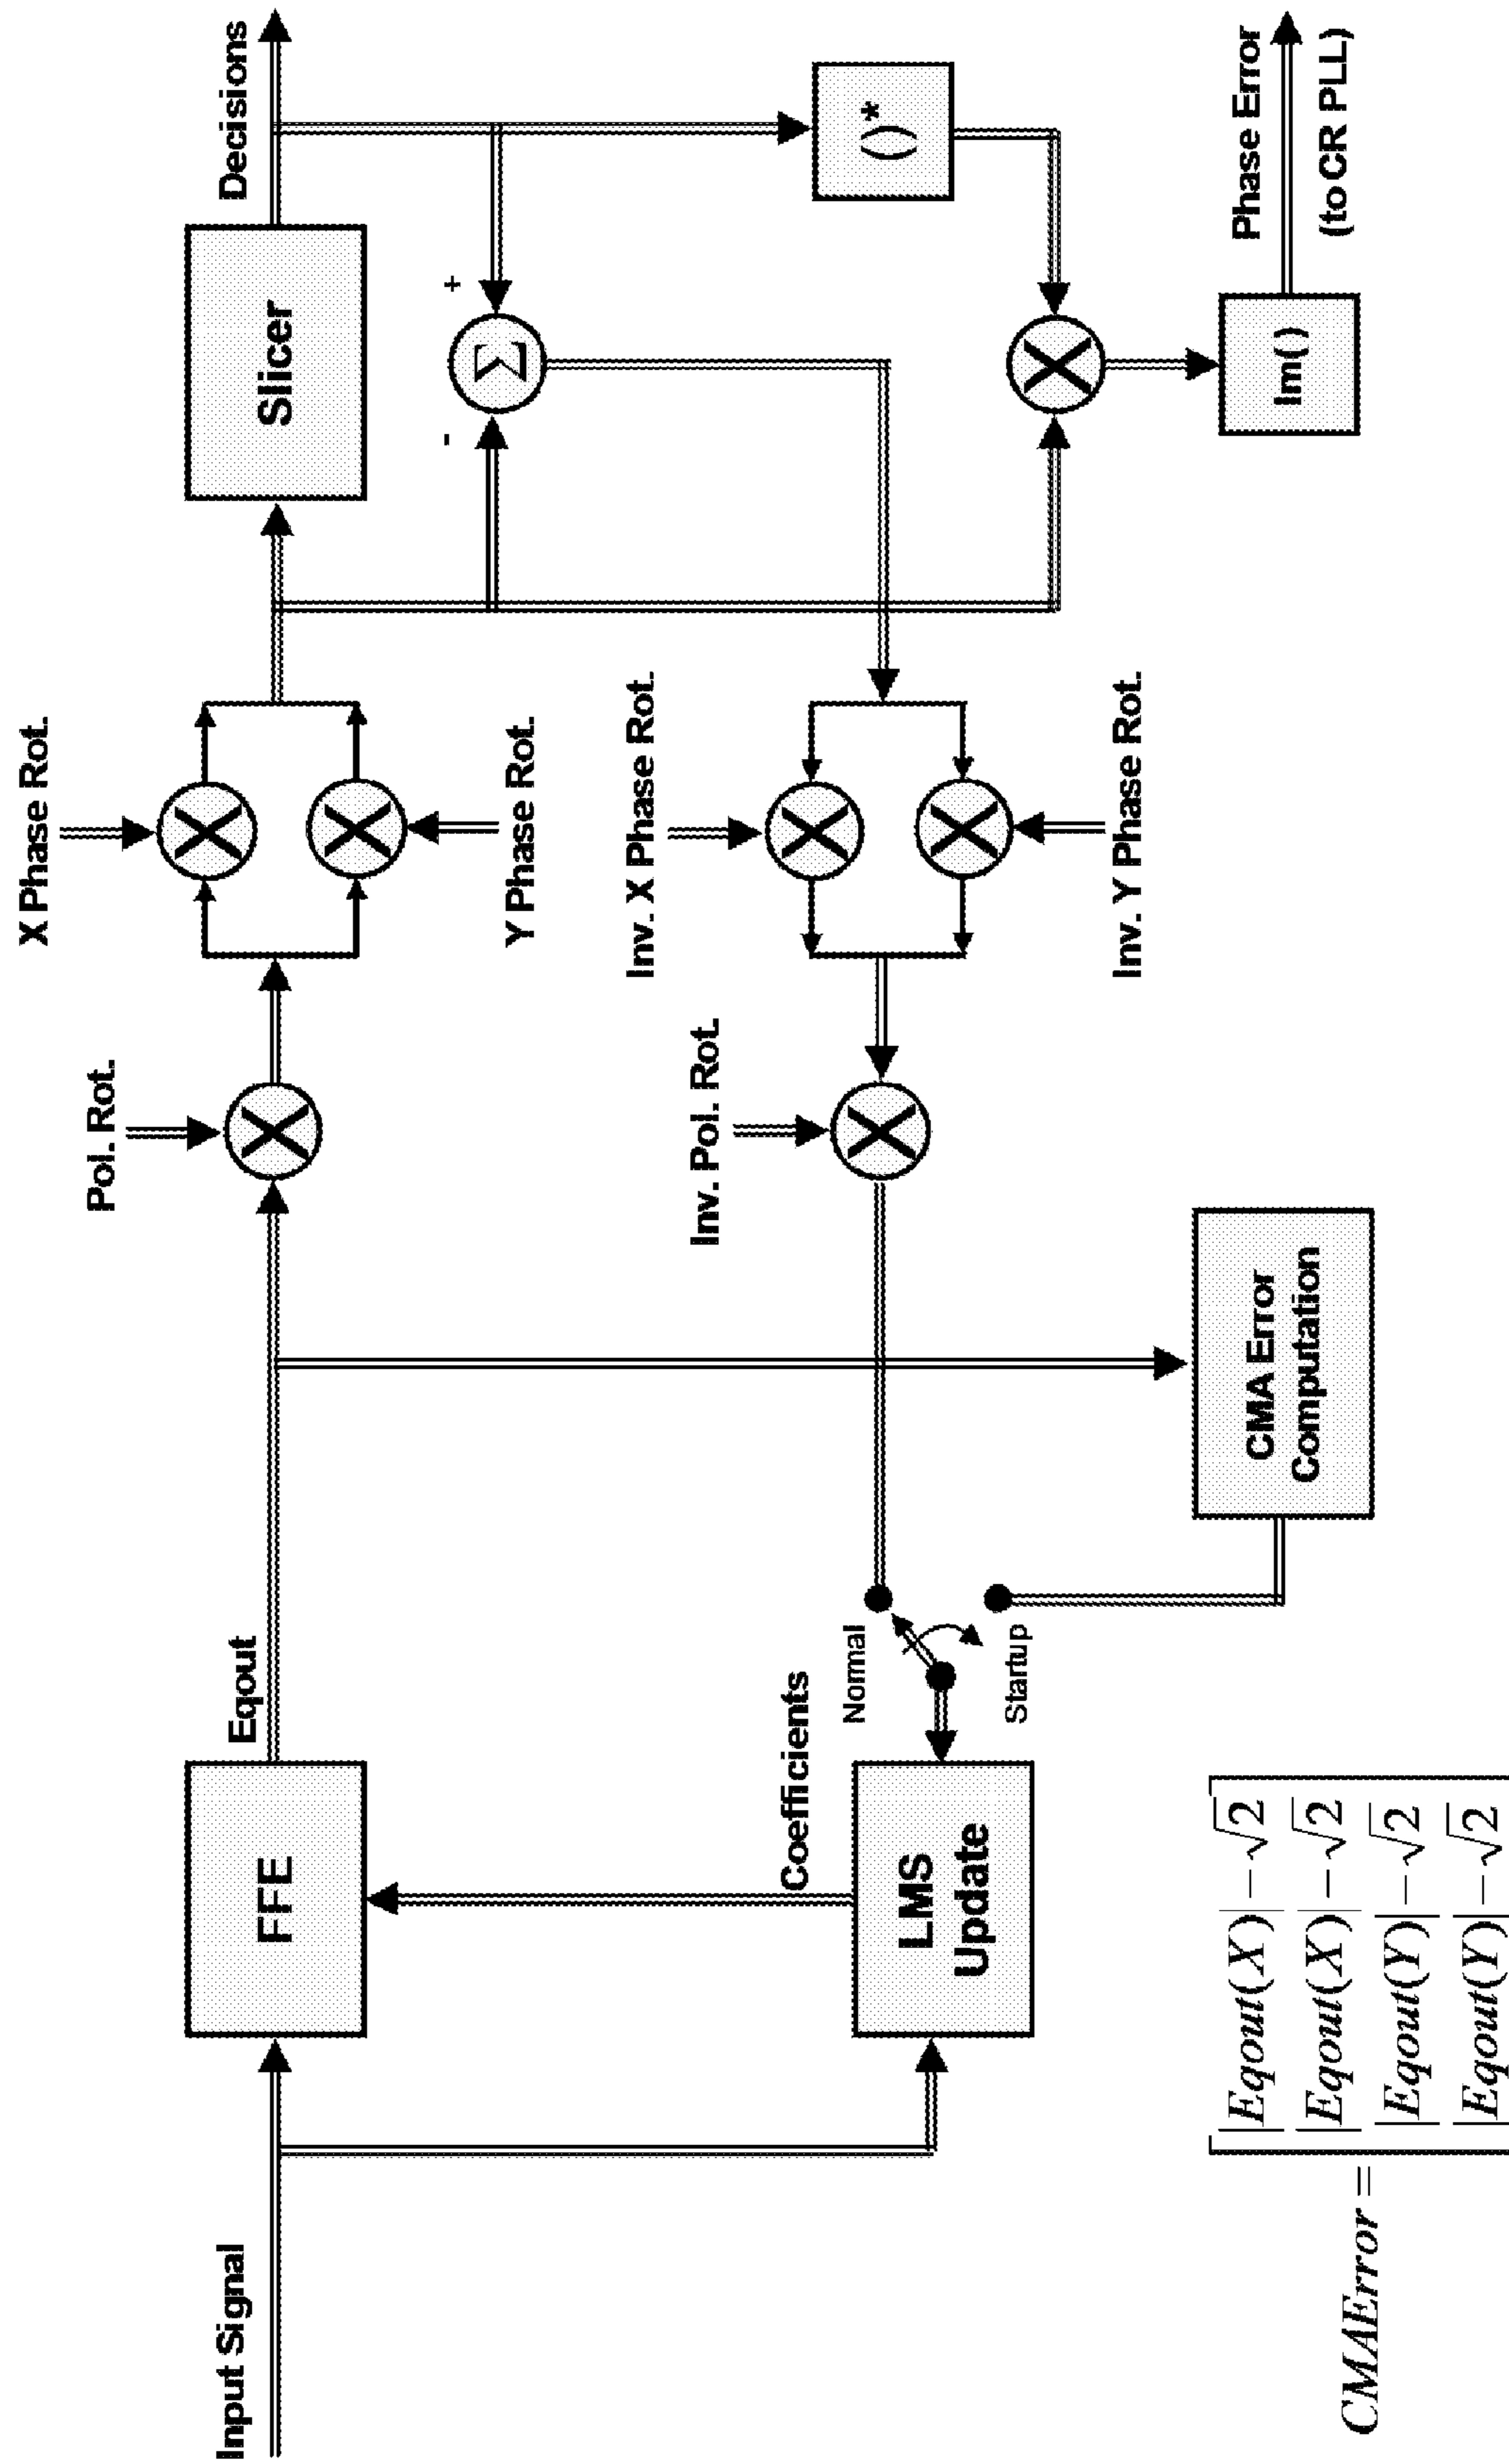 X Phase Rot.
Pol. Rot.
Input Signal
FFE
Eqout
X
X
X
Y Phase Rot.
Slicer
Decisions
-
+
Σ
Inv. X Phase Rot.
Inv. Pol. Rot.
Coefficients
Normal
X
X
X
Inv. Y Phase Rot.
( )*
LMS
Update
Startup
CMA Error
Computation
X
Im( )
Phase Error
(to CR PLL)
CMAError =
|Eqout(X)| − √2
|Eqout(X)| − √2
|Eqout(Y)| − √2
|Eqout(Y)| − √2